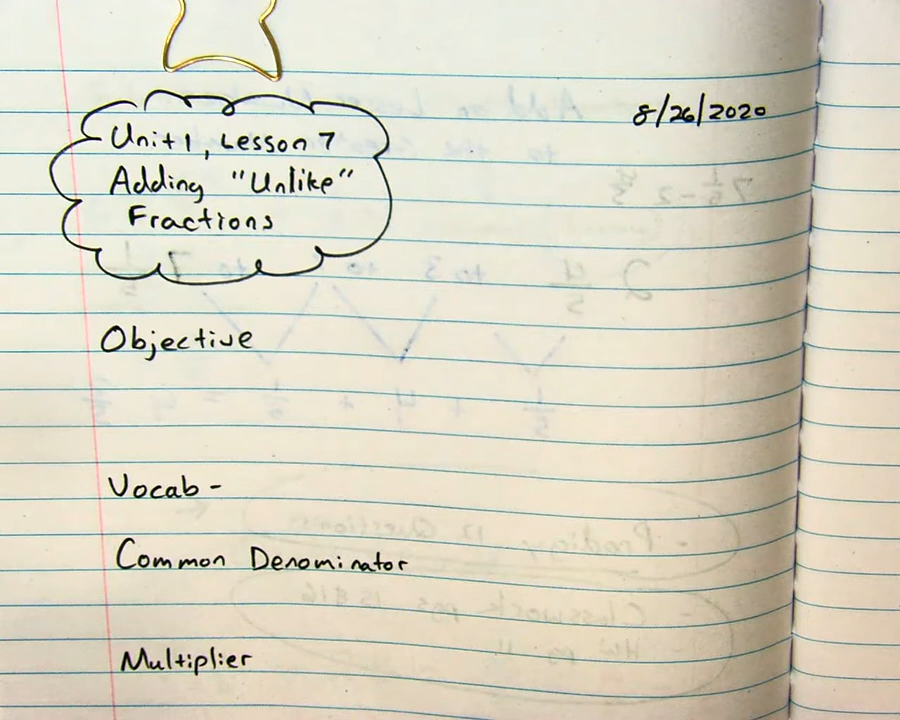 8/26/2020
Unit 1, Lesson 7
Adding "Unlike"
Fractions
Objective
Vocab -
Common Denominator
Multiplier